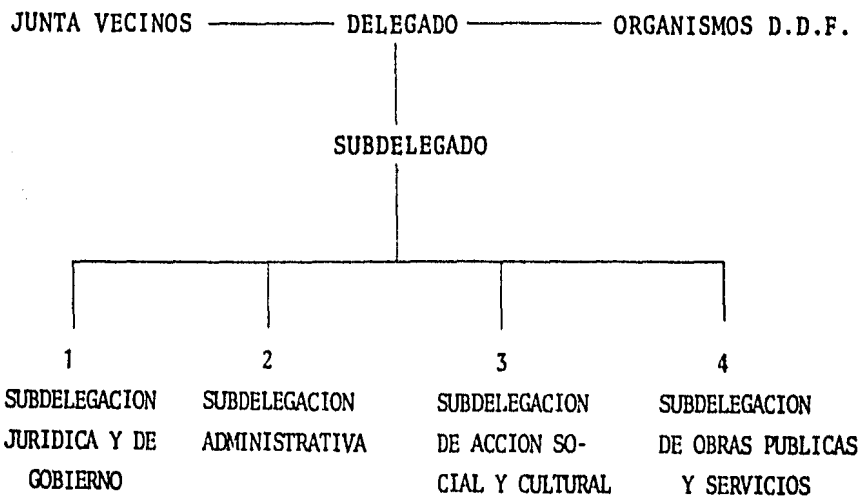 JUNTA VECINOS DELEGADO ORGANISMOS D.D.F.
SUBDELEGADO
1
SUBDELEGACION
JURIDICA Y DE
GOBIERNO
2
SUBDELEGACION
ADMINISTRATIVA
3
SUBDELEGACION
DE ACCION SO-
CIAL Y CULTURAL
4
SUBDELEGACION
DE OBRAS PUBLICAS
Y SERVICIOS